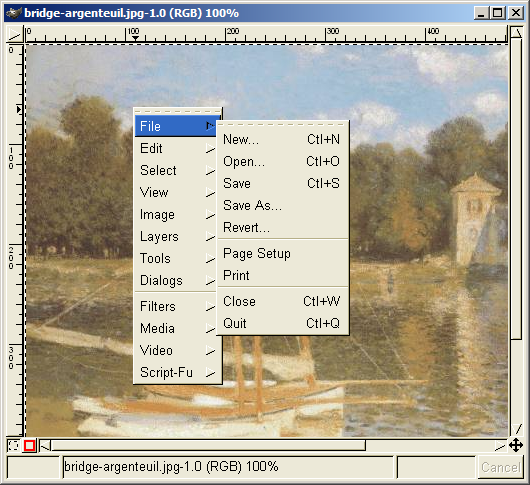 bridge-argenteuil.jpg-1.0 (RGB) 100%
0 100 200 300 400
0
100
200
300
File
Edit
Select
View
Image
Layers
Tools
Dialogs
Filters
Media
Video
Script-Fu
New... Ctl+N
Open... Ctl+O
Save Ctl+S
Save As...
Revert...
Page Setup
Print
Close Ctl+W
Quit Ctl+Q
bridge-argenteuil.jpg-1.0 (RGB) 100%
Cancel